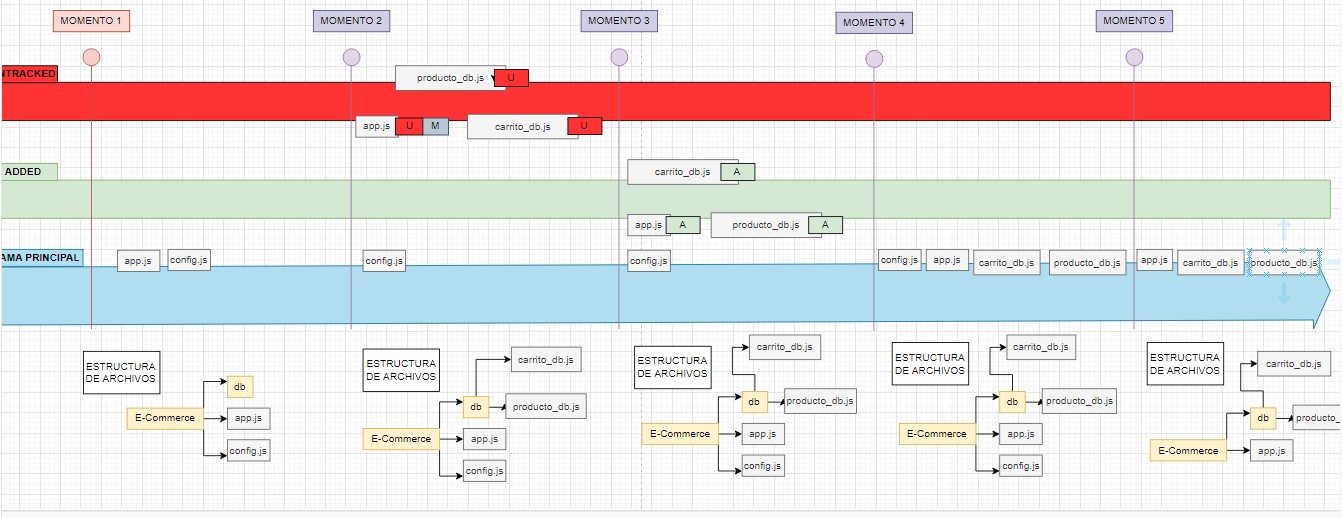 MOMENTO 1
MOMENTO 2
MOMENTO 3
MOMENTO 4
MOMENTO 5
NTRACKED
producto_db.js U
app.js U M carrito_db.js U
ADDED
carrito_db.js A
app.js A producto_db.js A
AMA PRINCIPAL
app.js config.js config.js config.js config.js app.js carrito_db.js producto_db.js app.js carrito_db.js producto_db.js
ESTRUCTURA
DE ARCHIVOS
db
E-Commerce
app.js
config.js
ESTRUCTURA
DE ARCHIVOS
carrito_db.js
db
producto_db.js
E-Commerce
app.js
config.js
ESTRUCTURA
DE ARCHIVOS
carrito_db.js
db
producto_db.js
E-Commerce
app.js
config.js
ESTRUCTURA
DE ARCHIVOS
carrito_db.js
db
producto_db.js
E-Commerce
app.js
config.js
ESTRUCTURA
DE ARCHIVOS
carrito_db.js
db
producto_
E-Commerce
app.js